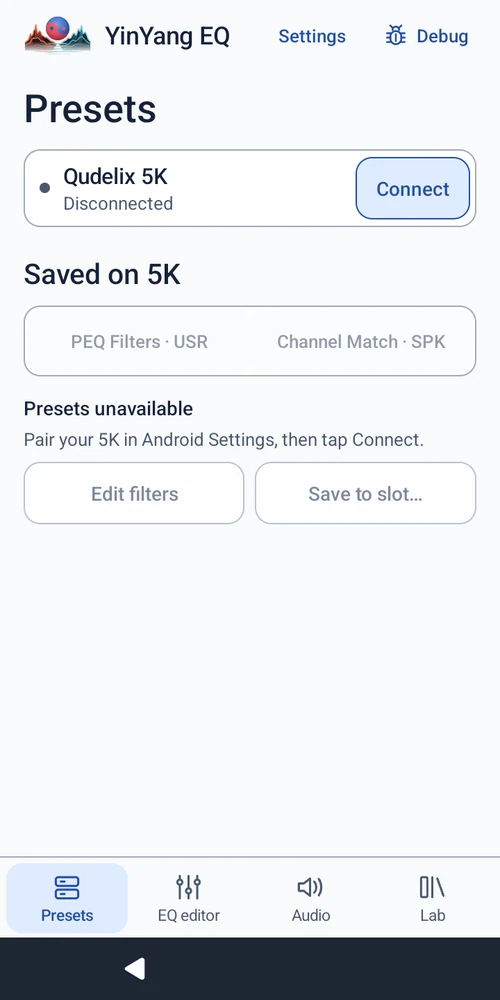 YinYang EQ
Settings
Debug
Presets
Qudelix 5K
Disconnected
Connect
Saved on 5K
PEQ Filters · USR
Channel Match · SPK
Presets unavailable
Pair your 5K in Android Settings, then tap Connect.
Edit filters
Save to slot…
Presets
EQ editor
Audio
Lab